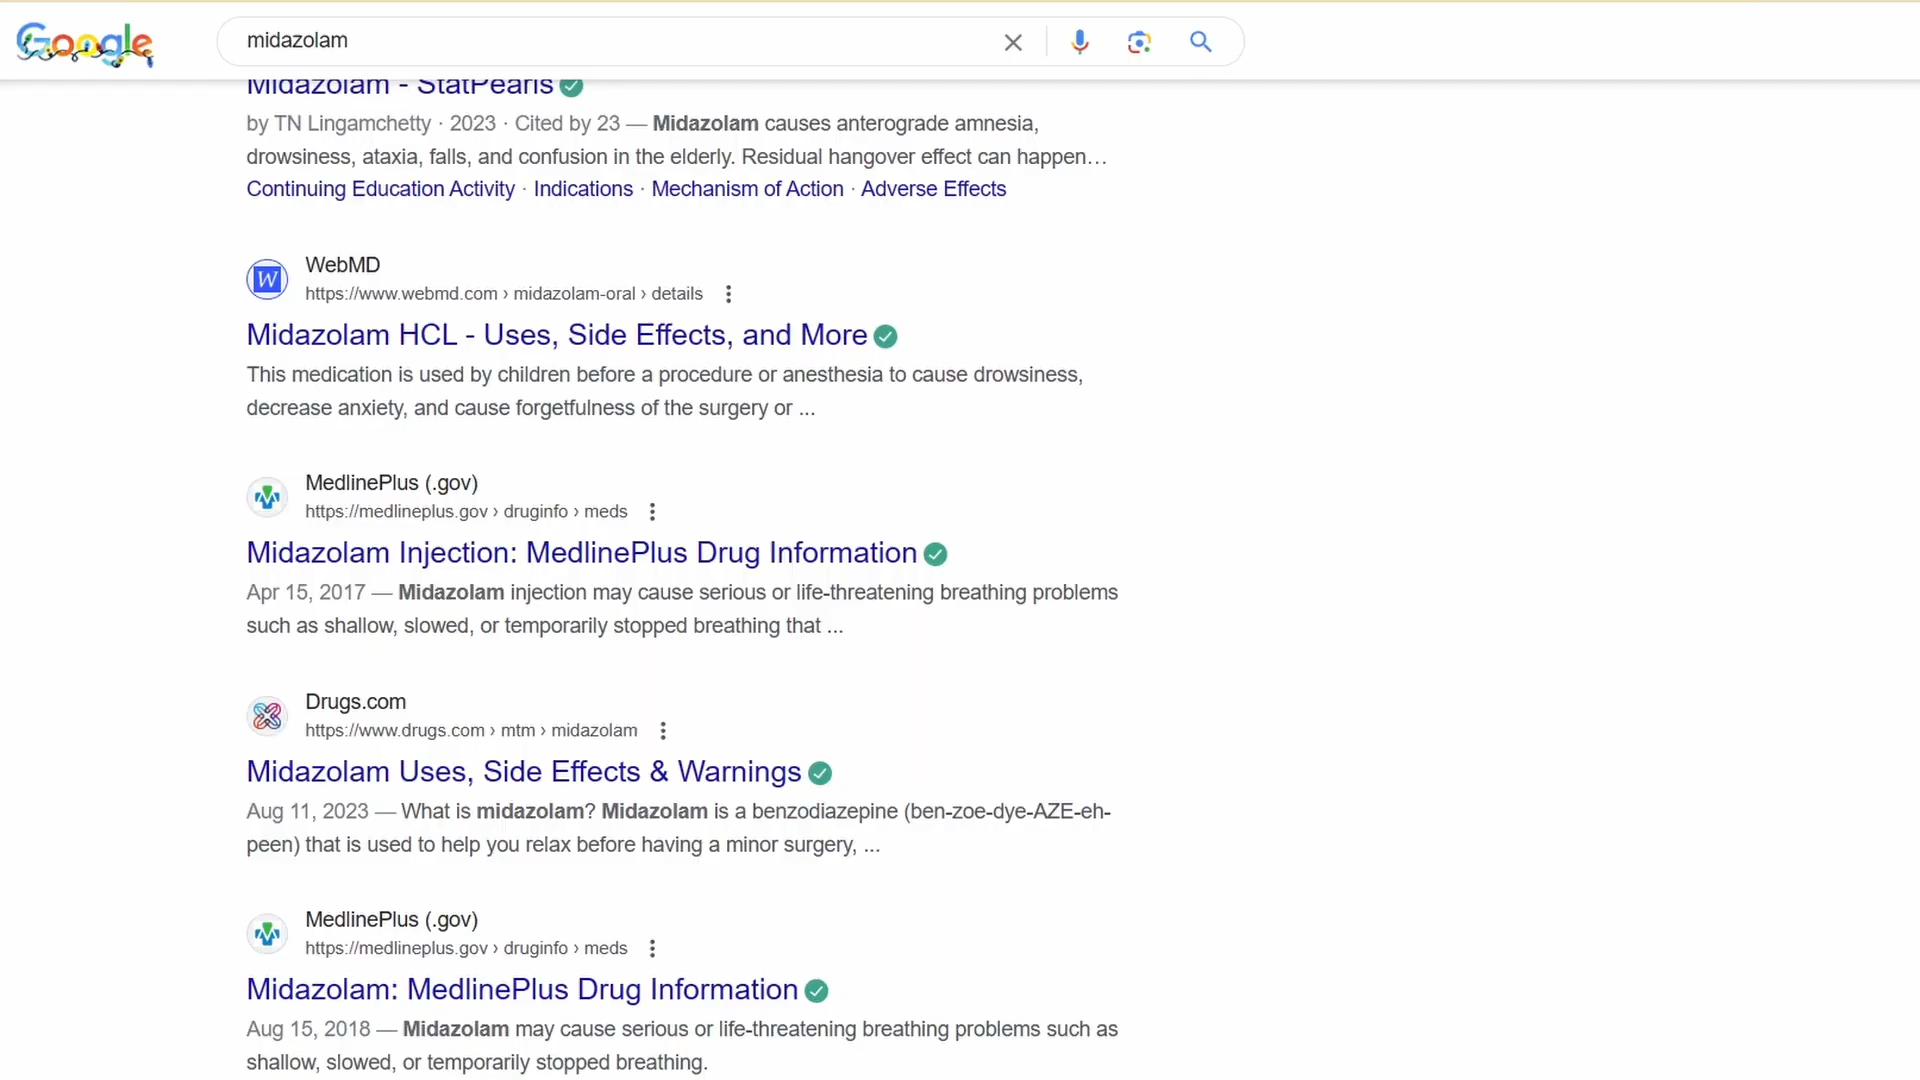 Google
midazolam
Midazolam - StatPearls
by TN Lingamchetty · 2023 · Cited by 23 — Midazolam causes anterograde amnesia,
drowsiness, ataxia, falls, and confusion in the elderly. Residual hangover effect can happen...
Continuing Education Activity · Indications · Mechanism of Action · Adverse Effects
W
WebMD
https://www.webmd.com › midazolam-oral › details
Midazolam HCL - Uses, Side Effects, and More
This medication is used by children before a procedure or anesthesia to cause drowsiness,
decrease anxiety, and cause forgetfulness of the surgery or ...
MedlinePlus (.gov)
https://medlineplus.gov › druginfo › meds
Midazolam Injection: MedlinePlus Drug Information
Apr 15, 2017 — Midazolam injection may cause serious or life-threatening breathing problems
such as shallow, slowed, or temporarily stopped breathing that ...
Drugs.com
https://www.drugs.com › mtm › midazolam
Midazolam Uses, Side Effects & Warnings
Aug 11, 2023 — What is midazolam? Midazolam is a benzodiazepine (ben-zoe-dye-AZE-eh-
peen) that is used to help you relax before having a minor surgery, ...
MedlinePlus (.gov)
https://medlineplus.gov › druginfo › meds
Midazolam: MedlinePlus Drug Information
Aug 15, 2018 — Midazolam may cause serious or life-threatening breathing problems such as
shallow, slowed, or temporarily stopped breathing.